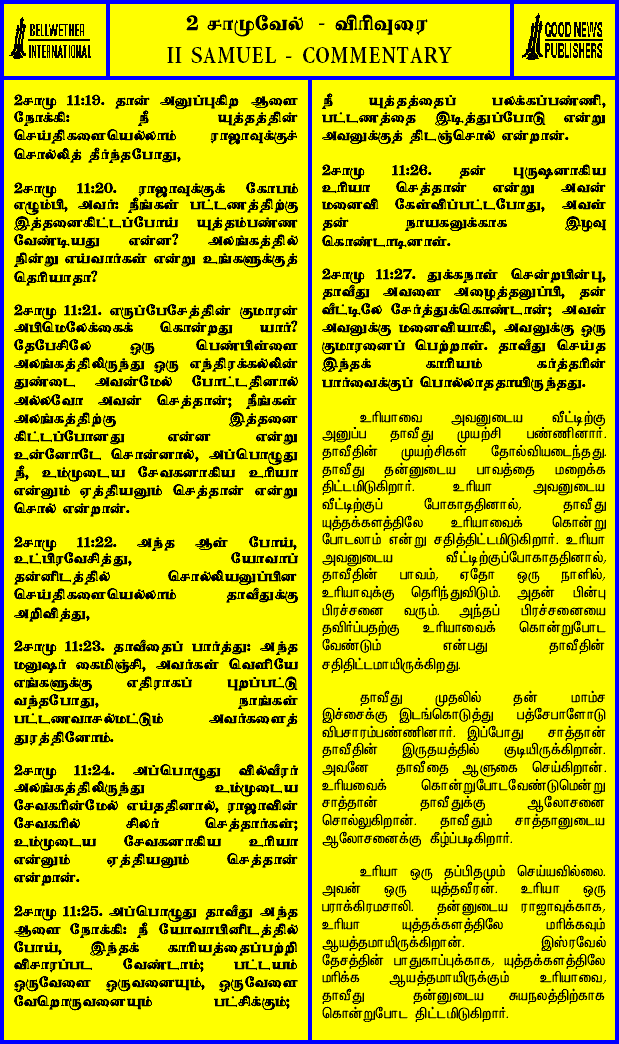 BELLWETHER
INTERNATIONAL
2 சாமுவேல் - விரிவுரை
II SAMUEL - COMMENTARY
GOOD NEWS
PUBLISHERS
2சாமு 11:19. தான் அனுப்புகிற ஆளை
நோக்கி: நீ யுத்தத்தின்
செய்திகளையெல்லாம் ராஜாவுக்குச்
சொல்லித் தீர்ந்தபோது,
2சாமு 11:20. ராஜாவுக்குக் கோபம்
எழும்பி, அவர்: நீங்கள் பட்டணத்திற்கு
இத்தனைகிட்டப்போய் யுத்தம்பண்ண
வேண்டியது என்ன? அலங்கத்தில்
நின்று எய்வார்கள் என்று உங்களுக்குத்
தெரியாதா?
2சாமு 11:21. எருப்பேசேத்தின் குமாரன்
அபிமெலேக்கைக் கொன்றது யார்?
தேபேசிலே ஒரு பெண்பிள்ளை
அலங்கத்திலிருந்து ஒரு எந்திரக்கல்லின்
துண்டை அவன்மேல் போட்டதினால்
அல்லவோ அவன் செத்தான்; நீங்கள்
அலங்கத்திற்கு இத்தனை
கிட்டப்போனது என்ன என்று
உன்னோடே சொன்னால், அப்பொழுது
நீ, உம்முடைய சேவகனாகிய உரியா
என்னும் ஏத்தியனும் செத்தான் என்று
சொல் என்றான்.
2சாமு 11:22. அந்த ஆள் போய்,
உட்பிரவேசித்து, யோவாப்
தன்னிடத்தில் சொல்லியனுப்பின
செய்திகளையெல்லாம் தாவீதுக்கு
அறிவித்து,
2சாமு 11:23. தாவீதைப் பார்த்து: அந்த
மனுஷர் கைமிஞ்சி, அவர்கள் வெளியே
எங்களுக்கு எதிராகப் புறப்பட்டு
வந்தபோது, நாங்கள்
பட்டணவாசல்மட்டும் அவர்களைத்
துரத்தினோம்.
2சாமு 11:24. அப்பொழுது வில்வீரர்
அலங்கத்திலிருந்து உம்முடைய
சேவகரின்மேல் எய்ததினால், ராஜாவின்
சேவகரில் சிலர் செத்தார்கள்;
உம்முடைய சேவகனாகிய உரியா
என்னும் ஏத்தியனும் செத்தான்
என்றான்.
2சாமு 11:25. அப்பொழுது தாவீது அந்த
ஆளை நோக்கி: நீ யோவாபினிடத்தில்
போய், இந்தக் காரியத்தைப்பற்றி
விசாரப்பட வேண்டாம்; பட்டயம்
ஒருவேளை ஒருவனையும், ஒருவேளை
வேறொருவனையும் பட்சிக்கும்;
நீ யுத்தத்தைப் பலக்கப்பண்ணி,
பட்டணத்தை இடித்துப்போடு என்று
அவனுக்குத் திடஞ்சொல் என்றான்.
2சாமு 11:26. தன் புருஷனாகிய
உரியா செத்தான் என்று அவன்
மனைவி கேள்விப்பட்டபோது, அவள்
தன் நாயகனுக்காக இழவு
கொண்டாடினாள்.
2சாமு 11:27. துக்கநாள் சென்றபின்பு,
தாவீது அவளை அழைத்தனுப்பி, தன்
வீட்டிலே சேர்த்துக்கொண்டான்; அவள்
அவனுக்கு மனைவியாகி, அவனுக்கு ஒரு
குமாரனைப் பெற்றாள். தாவீது செய்த
இந்தக் காரியம் கர்த்தரின்
பார்வைக்குப் பொல்லாததாயிருந்தது.
உரியாவை அவனுடைய வீட்டிற்கு
அனுப்ப தாவீது முயற்சி பண்ணினார்.
தாவீதின் முயற்சிகள் தோல்வியடைந்தது.
தாவீது தன்னுடைய பாவத்தை மறைக்க
திட்டமிடுகிறார். உரியா அவனுடைய
வீட்டிற்குப் போகாததினால், தாவீது
யுத்தக்களத்திலே உரியாவைக் கொன்று
போடலாம் என்று சதித்திட்டமிடுகிறார். உரியா
அவனுடைய வீட்டிற்குப்போகாததினால்,
தாவீதின் பாவம், ஏதோ ஒரு நாளில்,
உரியாவுக்கு தெரிந்துவிடும். அதன் பின்பு
பிரச்சனை வரும். அந்தப் பிரச்சனையை
தவிர்ப்பதற்கு உரியாவைக் கொன்றுபோட
வேண்டும் என்பது தாவீதின்
சதிதிட்டமாயிருக்கிறது.
தாவீது முதலில் தன் மாம்ச
இச்சைக்கு இடங்கொடுத்து பத்சேபாளோடு
விபசாரம்பண்ணினார். இப்போது சாத்தான்
தாவீதின் இருதயத்தில் குடியிருக்கிறான்.
அவனே தாவீதை ஆளுகை செய்கிறான்.
உரியவைக் கொன்றுபோடவேண்டுமென்று
சாத்தான் தாவீதுக்கு ஆலோசனை
சொல்லுகிறான். தாவீதும் சாத்தானுடைய
ஆலோசனைக்கு கீழ்ப்படிகிறார்.
உரியா ஒரு தப்பிதமும் செய்யவில்லை.
அவன் ஒரு யுத்தவீரன். உரியா ஒரு
பராக்கிரமசாலி. தன்னுடைய ராஜாவுக்காக,
உரியா யுத்தக்களத்திலே மரிக்கவும்
ஆயத்தமாயிருக்கிறான். இஸ்ரவேல்
தேசத்தின் பாதுகாப்புக்காக, யுத்தக்களத்திலே
மரிக்க ஆயத்தமாயிருக்கும் உரியாவை,
தாவீது தன்னுடைய சுயநலத்திற்காக
கொன்றுபோட திட்டமிடுகிறார்.